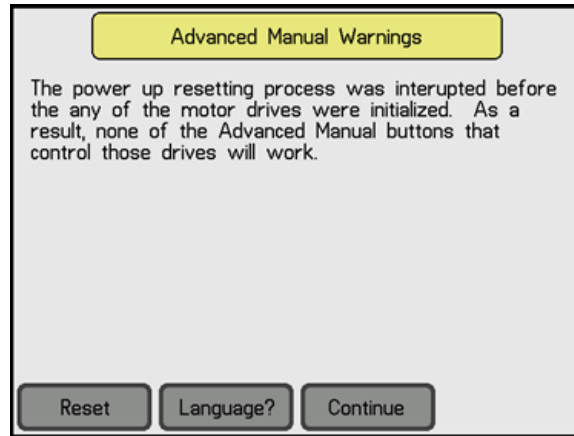 Advanced Manual Warnings
The power up resetting process was interupted before
the any of the motor drives were initialized. As a
result, none of the Advanced Manual buttons that
control those drives will work.
Reset Language? Continue